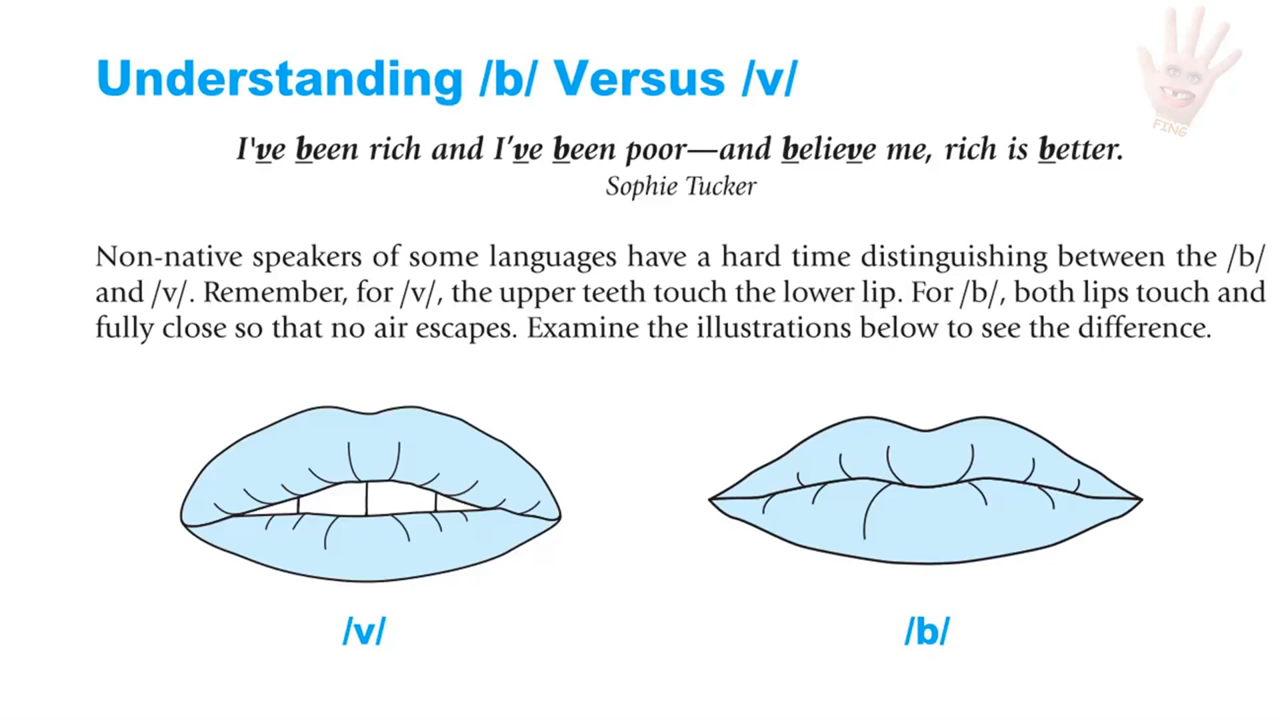 Understanding /b/ Versus /v/
FING
I've been rich and I’ve been poor—and believe me, rich is better.
Sophie Tucker
Non-native speakers of some languages have a hard time distinguishing between the /b/
and /v/. Remember, for /v/, the upper teeth touch the lower lip. For /b/, both lips touch and
fully close so that no air escapes. Examine the illustrations below to see the difference.
/v/
/b/